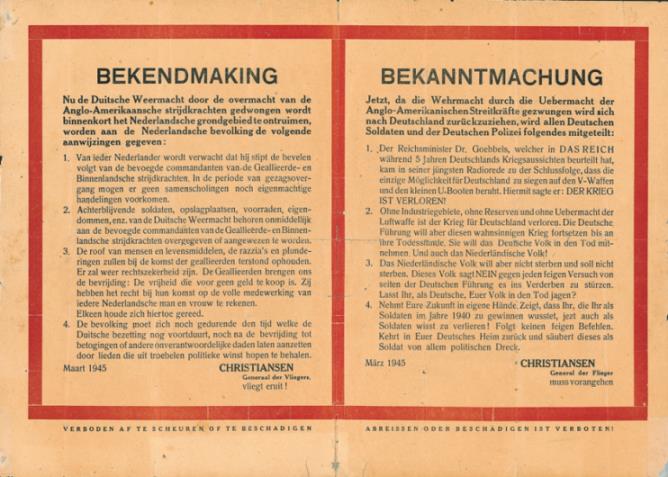 BEKENDMAKING
Nu de Duitsche Weermacht door de overmacht van de
Anglo-Amerikaansche strijdkrachten gedwongen wordt
binnenkort het Nederlandsche grondgebied te ontruimen,
worden aan de Nederlandsche bevolking de volgende
aanwijzingen gegeven:
1. Van ieder Nederlander wordt verwacht dat hij stipt de bevelen
volgt van de bevoegde commandanten van de Geallieerde- en
Binnenlandsche strijdkrachten. In de periode van gezagsover-
gang mogen er geen samenscholingen noch eigenmachtige
handelingen voorkomen.
2. Achterblijvende soldaten, opslagplaatsen, voorraden, eigen-
dommen, enz. van de Duitsche Weermacht behoren onmiddellijk
aan de bevoegde commandanten van de Geallieerde- en Binnen-
landsche strijdkrachten overgegeven of aangewezen te worden.
3. De roof van mensen en levensmiddelen, de razzia's en plunde-
ringen zullen bij de komst der geallieerden terstond ophouden.
Er zal weer rechtszekerheid zijn. De Geallieerden brengen ons
de bevrijding: De vrijheid die voor geen geld te koop is. Zij
hebben het recht bij hun komst op de volle medewerking van
iedere Nederlandsche man en vrouw te rekenen.
Elkeen houde zich hiertoe gereed.
4. De bevolking moet zich noch gedurende den tijd welke de
Duitsche bezetting nog voortduurt, noch na de bevrijding tot
betogingen of andere onverantwoordelijke daden laten aanzetten
door lieden die uit troebelen politieke winst hopen te behalen.
Maart 1945 CHRISTIANSEN
Generaal der Vliegers,
vliegt eruit!
VERBODEN AF TE SCHEUREN OF TE BESCHADIGEN
BEKANNTMACHUNG
Jetzt, da die Wehrmacht durch die Uebermacht der
Anglo-Amerikanischen Streitkräfte gezwungen wird sich
nach Deutschland zurückzuziehen, wird allen Deutschen
Soldaten und der Deutschen Polizei folgendes mitgeteilt:
1. Der Reichsminister Dr. Goebbels, welcher in DAS REICH
während 5 Jahren Deutschlands Kriegsaussichten beurteilt hat,
kam in seiner jüngsten Radiorede zu der Schlussfolge, dass die
einzige Möglichkeit für Deutschland zu siegen auf den V-Waffen
und den kleinen U-Booten beruht. Hiermit sagte er: DER KRIEG
IST VERLOREN!
2. Ohne Industriegebiete, ohne Reserven und ohne Uebermacht der
Luftwaffe ist der Krieg für Deutschland verloren. Die Deutsche
Führung will aber diesen wahnsinnigen Krieg fortsetzen bis an
ihre Todesstunde. Sie will das Deutsche Volk in den Tod mit-
nehmen. Und auch das Niederländische Volk!
3. Das Niederländische Volk will aber nicht sterben und soll nicht
sterben. Dieses Volk sagt NEIN gegen jeden feigen Versuch von
seiten der Deutschen Führung es ins Verderben zu stürzen.
Lasst Ihr, als Deutsche, Euer Volk in den Tod jagen?
4. Nehmt Eure Zukunft in eigene Hände. Zeigt, dass Ihr, die Ihr als
Soldaten im Jahre 1940 zu gewinnen wusstet, jezt auch als
Soldaten wisst zu verlieren! Folgt keinen feigen Befehlen.
Kehrt in Euer Deutsches Heim zurück und säubert dieses als
Soldat von allem politischen Dreck.
März 1945 CHRISTIANSEN
General der Flieger
muss vorangehen
ABREISSEN ODER BESCHADIGEN IST VERBOTEN!